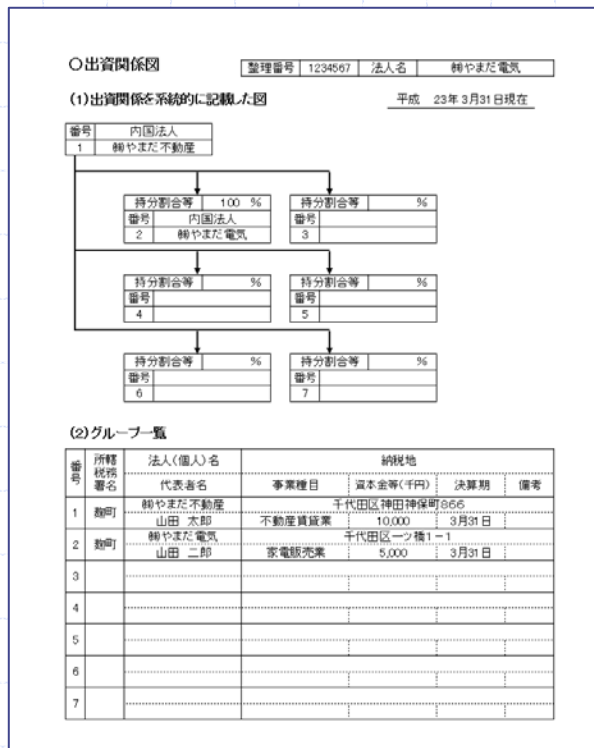 ○出資関係図
整理番号 1234567 法人名 ㈱やまだ電気
(1)出資関係を系統的に記載した図
平成 23年3月31日現在
番号 内国法人
1 ㈱やまだ不動産
持分割合等 100 % 持分割合等 %
番号 内国法人 番号
2 ㈱やまだ電気 3
持分割合等 % 持分割合等 %
番号 番号
4 5
持分割合等 % 持分割合等 %
番号 番号
6 7
(2)グループ一覧
番号 所轄税務署名 法人(個人)名 納税地
代表者名 事業種目 資本金等(千円) 決算期 備考
1 麹町 ㈱やまだ不動産 千代田区神田神保町866
山田 太郎 不動産賃貸業 10,000 3月31日
2 麹町 ㈱やまだ電気 千代田区一ツ橋1-1
山田 二郎 家電販売業 5,000 3月31日
3
4
5
6
7